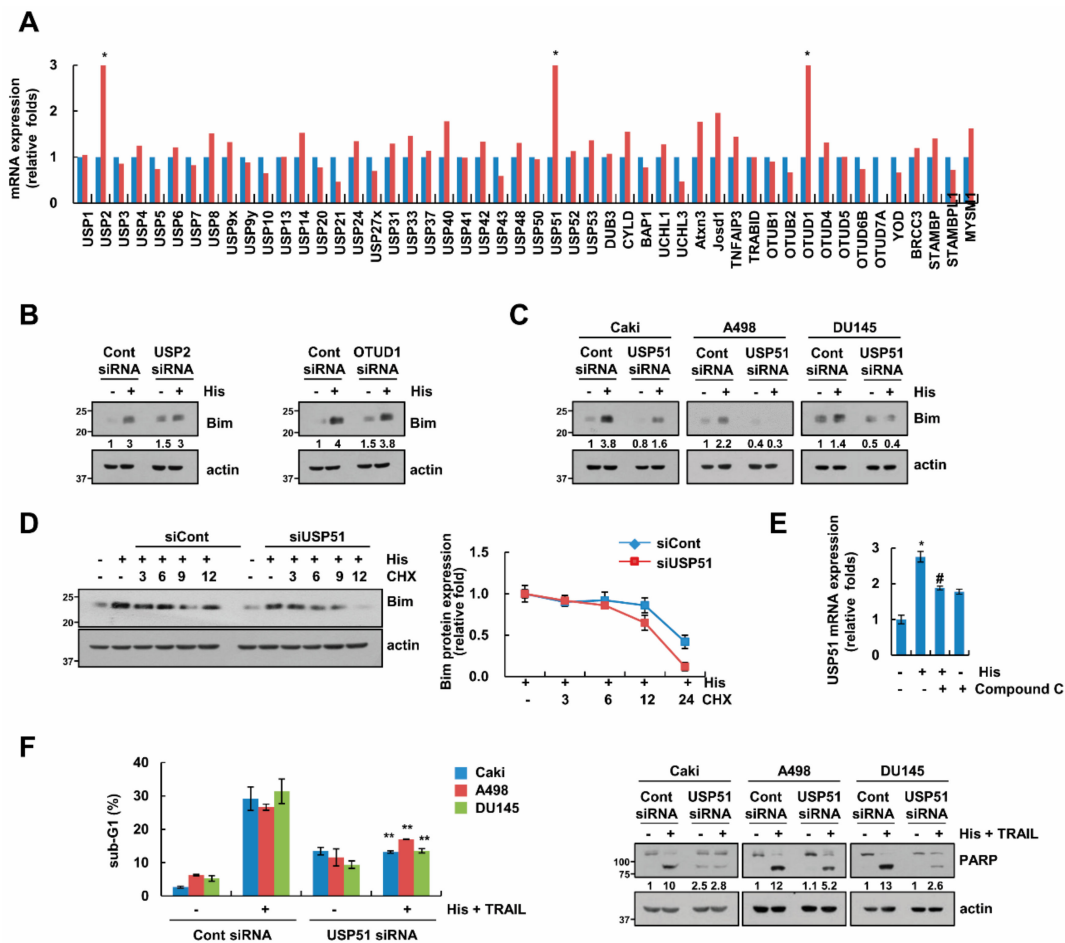 A
mRNA expression
(relative folds)
3
2
1
0
* * *
USP1 USP2 USP3 USP4 USP5 USP6 USP7 USP8 USP9x USP9y USP10 USP13 USP14 USP20 USP21 USP24 USP27x USP31 USP33 USP37 USP40 USP41 USP42 USP43 USP48 USP50 USP51 USP52 USP53 DUB3 CYLD BAP1 UCHL1 UCHL3 Atxn3 Josd1 TNFAIP3 TRABID OTUB1 OTUB2 OTUD1 OTUD4 OTUD5 OTUD6B OTUD7A YOD BRCC3 STAMBP STAMBPL1 MYSM1
B
Cont USP2
siRNA siRNA
- + - + His
25
20
Bim
1 3 1.5 3
37
actin
Cont OTUD1
siRNA siRNA
- + - + His
25
20
Bim
1 4 1.5 3.8
37
actin
C
Caki A498 DU145
Cont USP51 Cont USP51 Cont USP51
siRNA siRNA siRNA siRNA siRNA siRNA
- + - + - + - + - + - + His
25
20
Bim
1 3.8 0.8 1.6 1 2.2 0.4 0.3 1 1.4 0.5 0.4
37
actin
D
siCont siUSP51
- + + + + + - + + + + + His
- - 3 6 9 12 - - 3 6 9 12 CHX
25
20
Bim
37
actin
Bim protein expression
(relative fold)
1.5
1.0
0.5
0
siCont
siUSP51
+ + + + + His
- 3 6 12 24 CHX
E
USP51 mRNA expression
(relative folds)
3
2
1
0
*
#
- + + - His
- - + + Compound C
F
sub-G1 (%)
40
30
20
10
0
Caki
A498
DU145
** ** **
- + - + His + TRAIL
Cont siRNA USP51 siRNA
Caki A498 DU145
Cont USP51 Cont USP51 Cont USP51
siRNA siRNA siRNA siRNA siRNA siRNA
- + - + - + - + - + - + His + TRAIL
100
75
PARP
1 10 2.5 2.8 1 12 1.1 5.2 1 13 1 2.6
37
actin